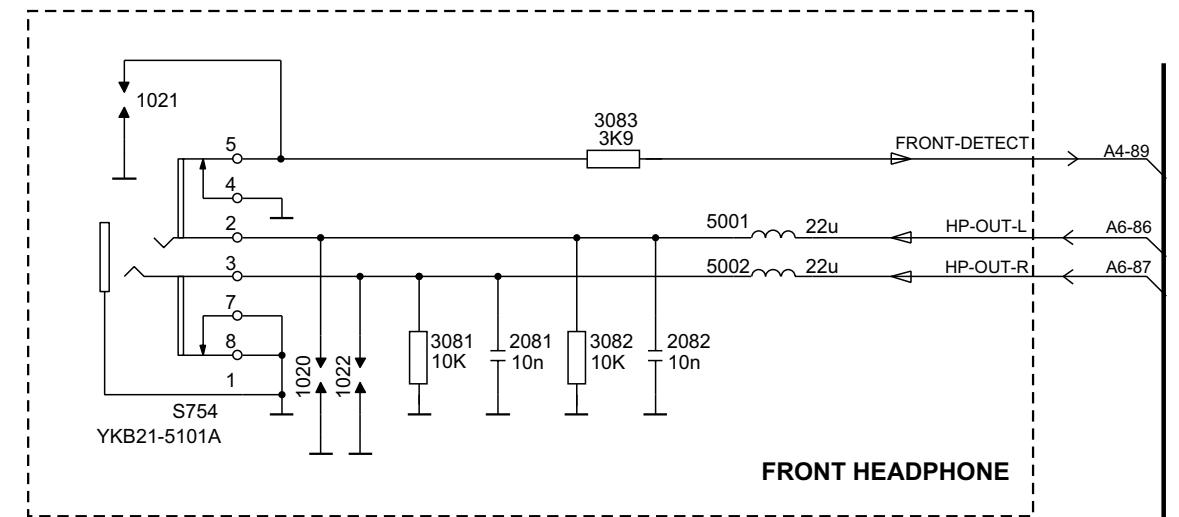 1021
3083
3K9
FRONT-DETECT
A4-89
5
4
5001
22u
HP-OUT-L
A6-86
2
5002
22u
HP-OUT-R
A6-87
3
7
8
1
1020
1022
3081
10K
2081
10n
3082
10K
2082
10n
S754
YKB21-5101A
FRONT HEADPHONE